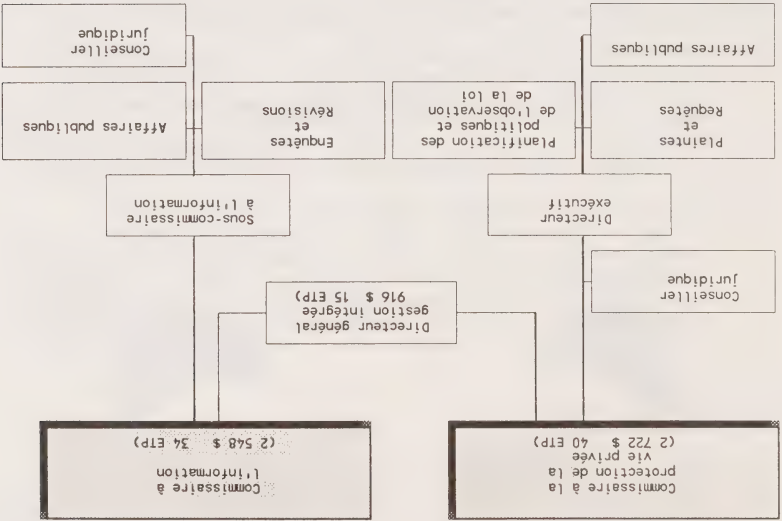 Commissaire à
l'information
(2 548 $ 34 ETP)
Commissaire à la
protection de la
vie privée
(2 722 $ 40 ETP)
Directeur général
gestion intégrée
916 $ 15 ETP)
Conseiller
juridique
Sous-commissaire
à l'information
Directeur
exécutif
Affaires publiques
Enquêtes
et
Révisions
Planification des
politiques et
de l'observation
de la loi
Plaintes
et
Requêtes
Conseiller
juridique
Affaires publiques